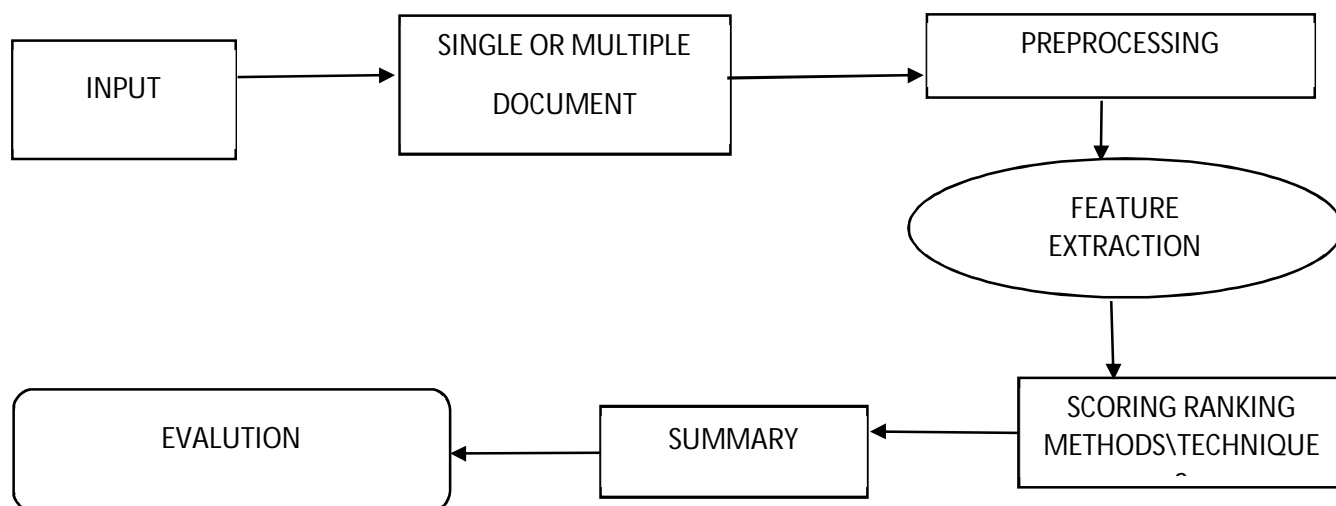 INPUT
SINGLE OR MULTIPLE
DOCUMENT
PREPROCESSING
FEATURE
EXTRACTION
SCORING RANKING
METHODS\TECHNIQUE
SUMMARY
EVALUTION